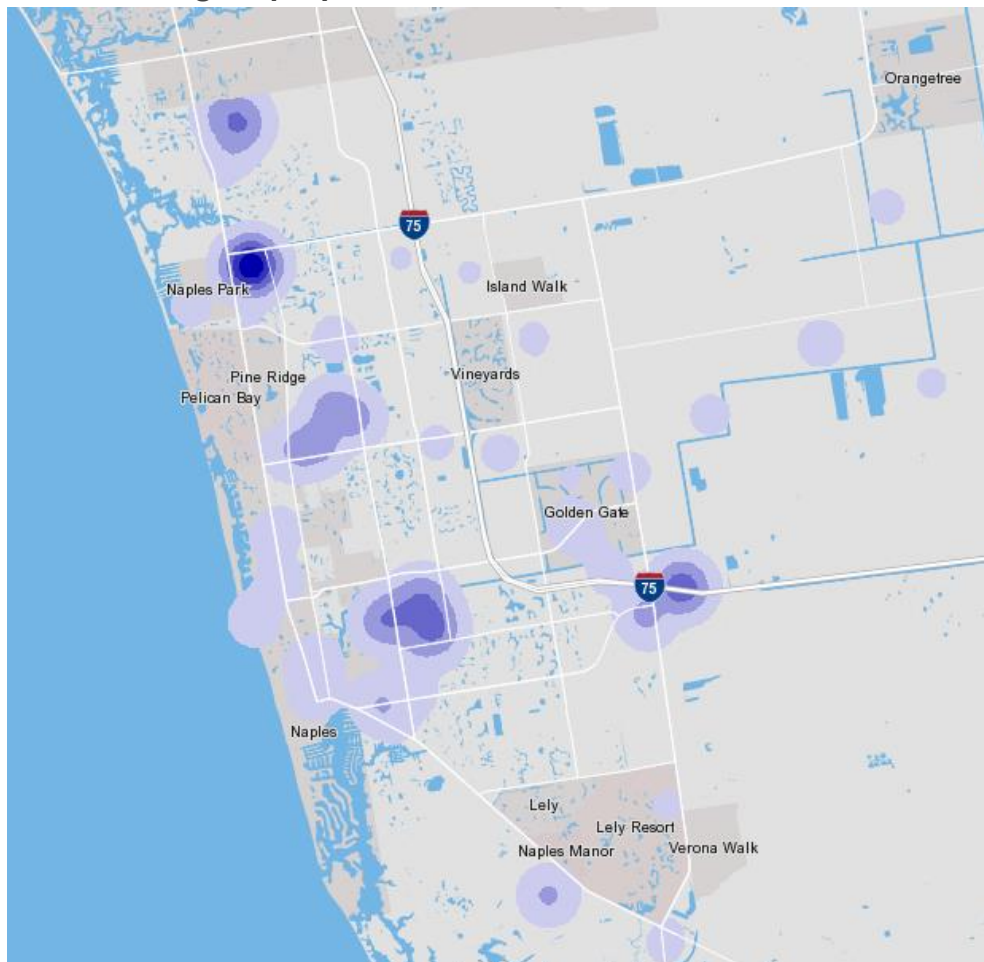 Orangetree
75
Naples Park
Island Walk
Pine Ridge
Vineyards
Pelican Bay
Golden Gate
75
Naples
Lely
Lely Resort
Naples Manor
Verona Walk